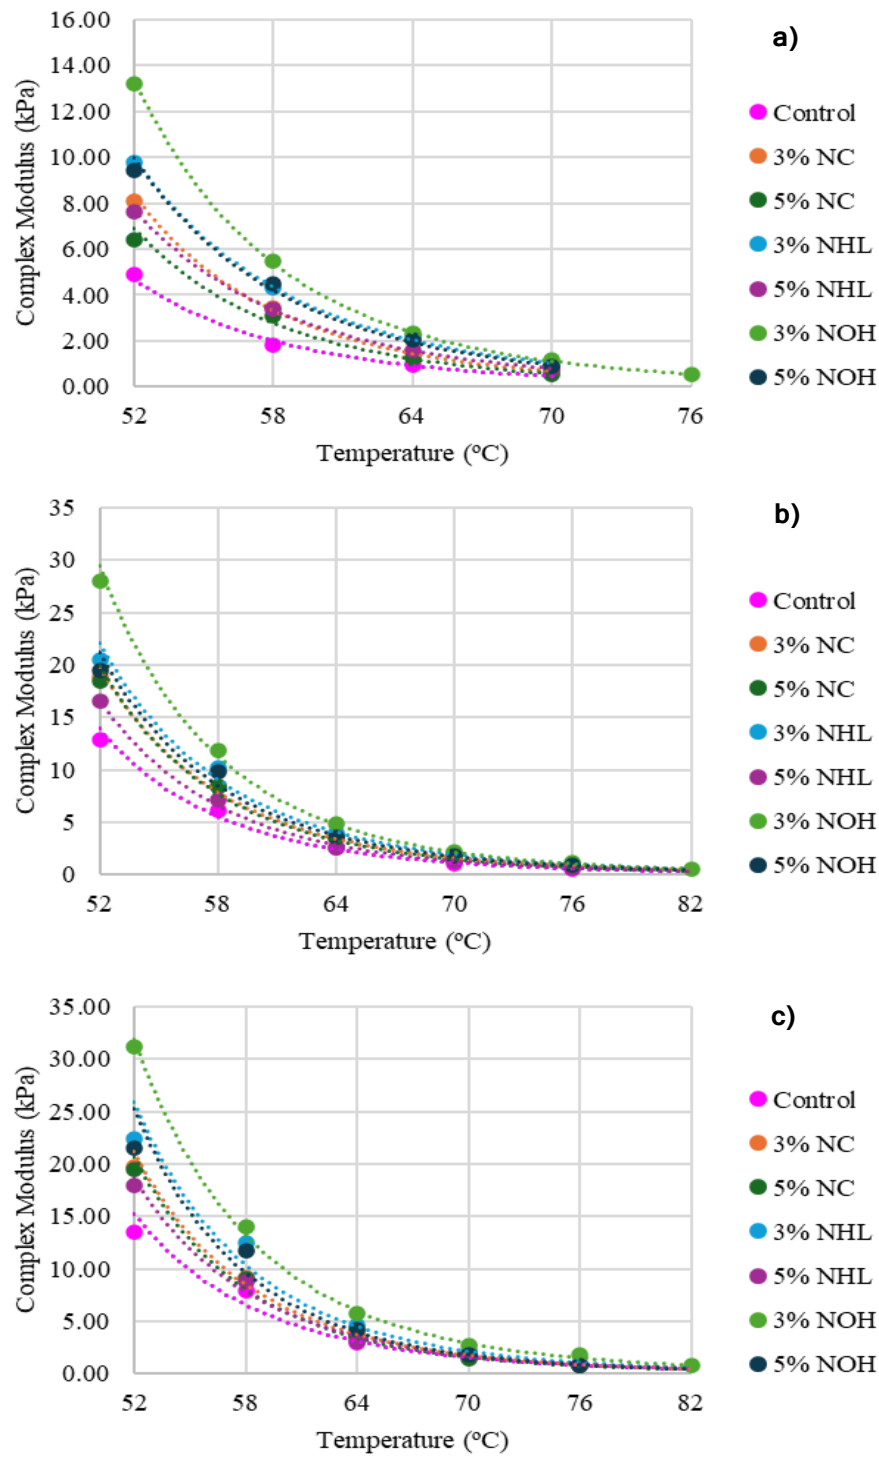 a)
16.00
14.00
12.00
10.00
8.00
6.00
4.00
2.00
0.00
Complex Modulus (kPa)
52 58 64 70 76
Temperature (ºC)
Control
3% NC
5% NC
3% NHL
5% NHL
3% NOH
5% NOH
b)
35
30
25
20
15
10
5
0
Complex Modulus (kPa)
52 58 64 70 76 82
Temperature (ºC)
Control
3% NC
5% NC
3% NHL
5% NHL
3% NOH
5% NOH
c)
35.00
30.00
25.00
20.00
15.00
10.00
5.00
0.00
Complex Modulus (kPa)
52 58 64 70 76 82
Temperature (ºC)
Control
3% NC
5% NC
3% NHL
5% NHL
3% NOH
5% NOH